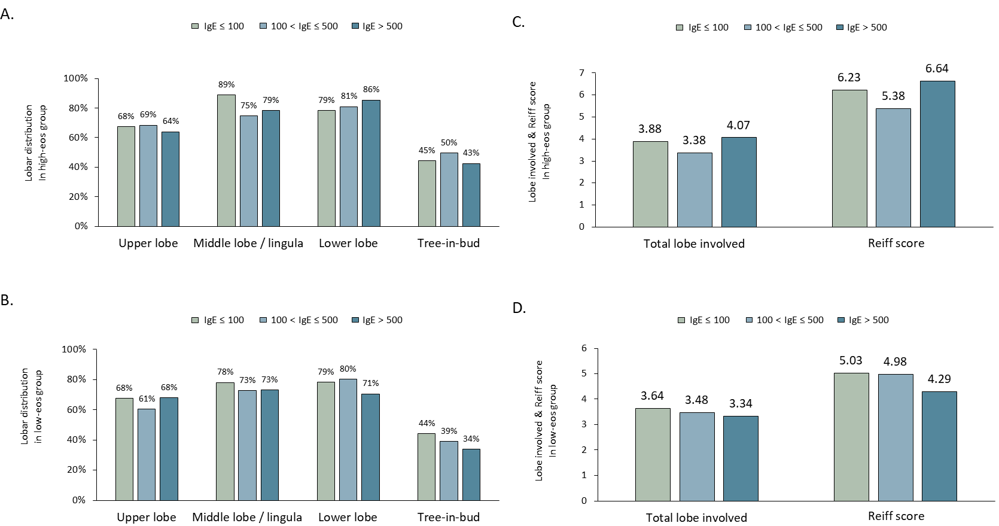 A.
IgE ≤ 100 100 < IgE ≤ 500 IgE > 500
Lobar distribution
In high-eos group
100%
80%
60%
40%
20%
0%
68% 69% 64%
89% 75% 79%
79% 81% 86%
45% 50% 43%
Upper lobe Middle lobe / lingula Lower lobe Tree-in-bud
C.
IgE ≤ 100 100 < IgE ≤ 500 IgE > 500
Lobe involved & Reiff score
In high-eos group
7
6
5
4
3
2
1
0
3.88 3.38 4.07
6.23 5.38 6.64
Total lobe involved Reiff score
B.
IgE ≤ 100 100 < IgE ≤ 500 IgE > 500
Lobar distribution
in low-eos group
100%
80%
60%
40%
20%
0%
68% 61% 68%
78% 73% 73%
79% 80% 71%
44% 39% 34%
Upper lobe Middle lobe / lingula Lower lobe Tree-in-bud
D.
IgE ≤ 100 100 < IgE ≤ 500 IgE > 500
Lobe involved & Reiff score
In low-eos group
6
5
4
3
2
1
0
3.64 3.48 3.34
5.03 4.98 4.29
Total lobe involved Reiff score